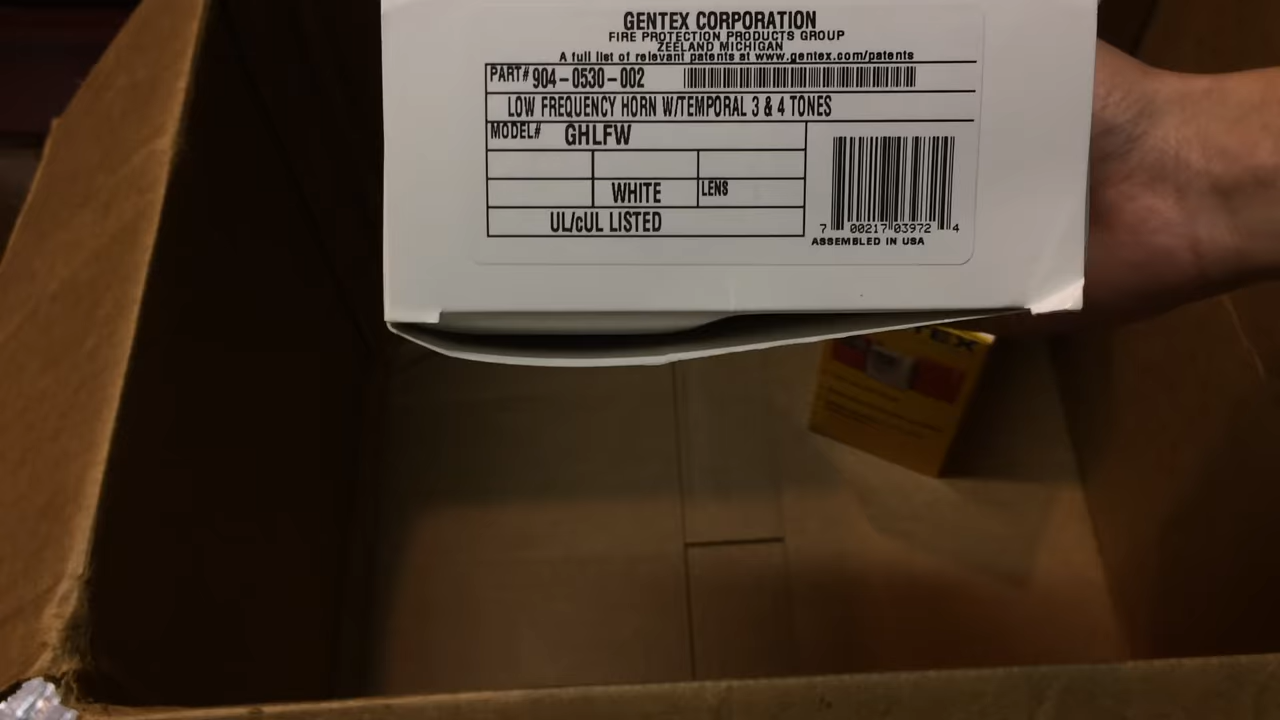 GENTEX CORPORATION
FIRE PROTECTION PRODUCTS GROUP
ZEELAND MICHIGAN
A full list of relevant patents at www.gentex.com/patents
PART# 904-0530-002
LOW FREQUENCY HORN W/TEMPORAL 3 & 4 TONES
MODEL# GHLFW
WHITE LENS
UL/cUL LISTED
7 00217 03972 4
ASSEMBLED IN USA
TEX